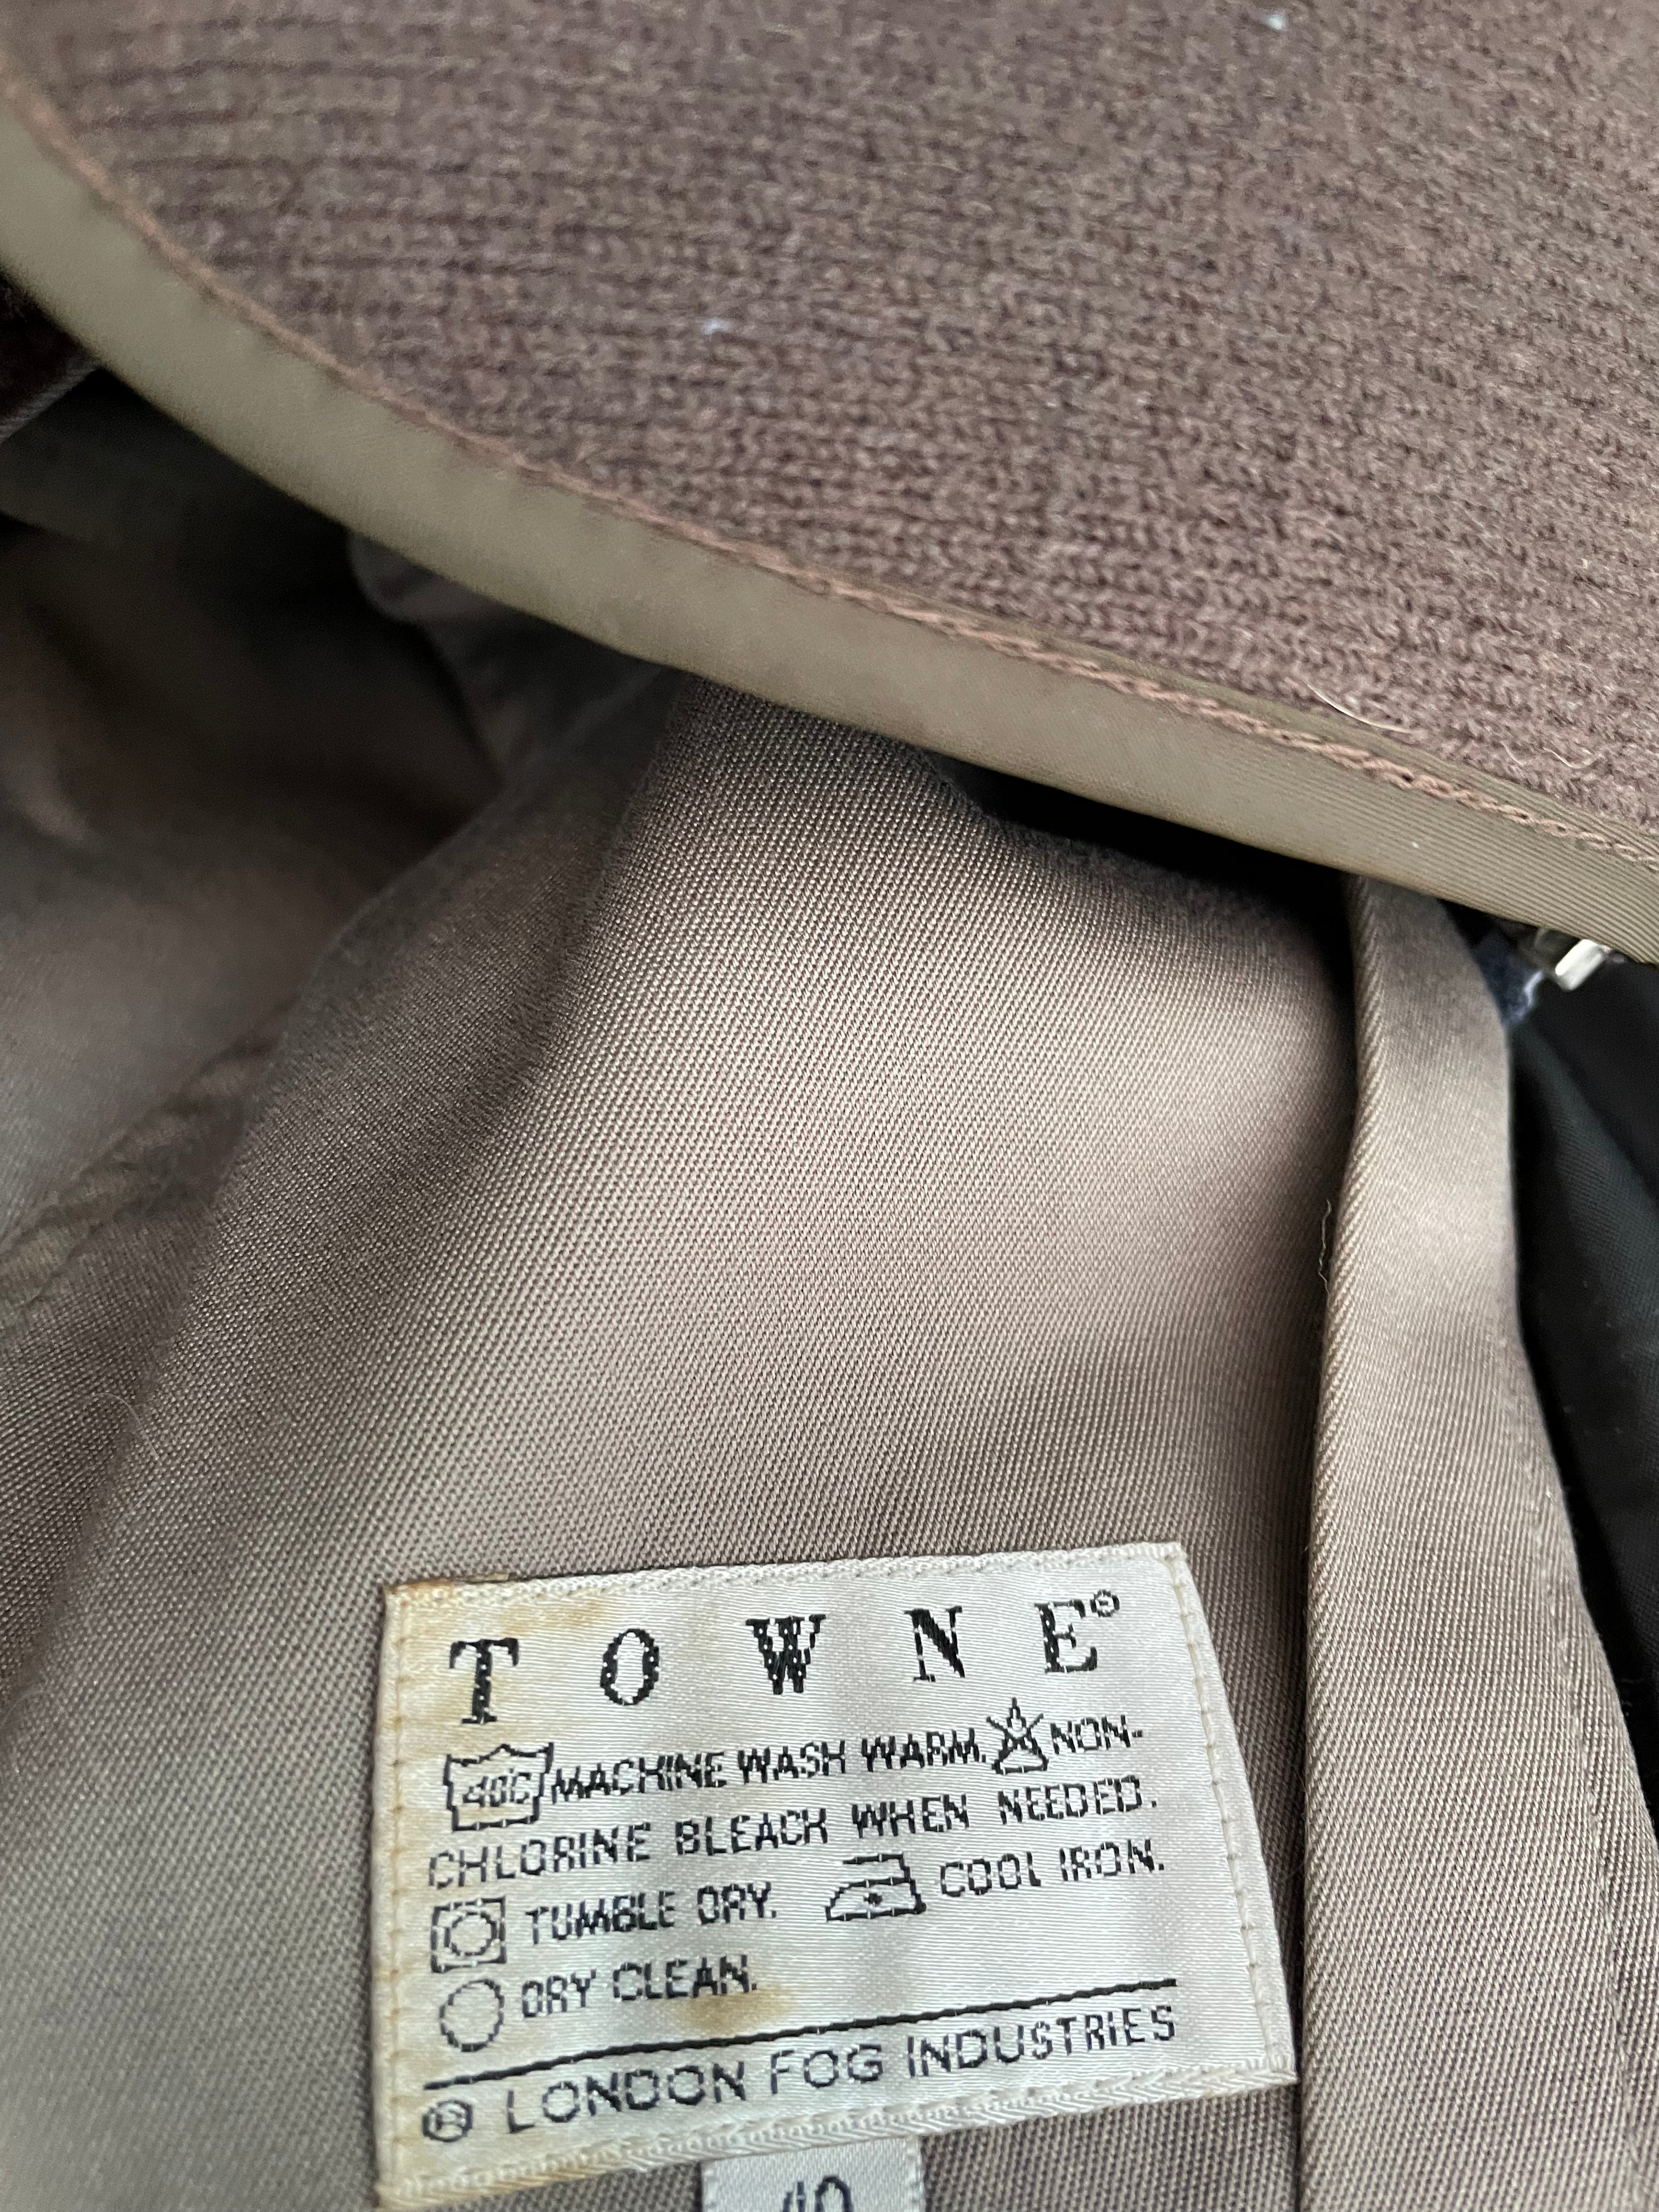 TOWNE®
40C MACHINE WASH WARM. NON-
CHLORINE BLEACH WHEN NEEDED.
TUMBLE DRY. COOL IRON.
DRY CLEAN.
® LONDON FOG INDUSTRIES
40